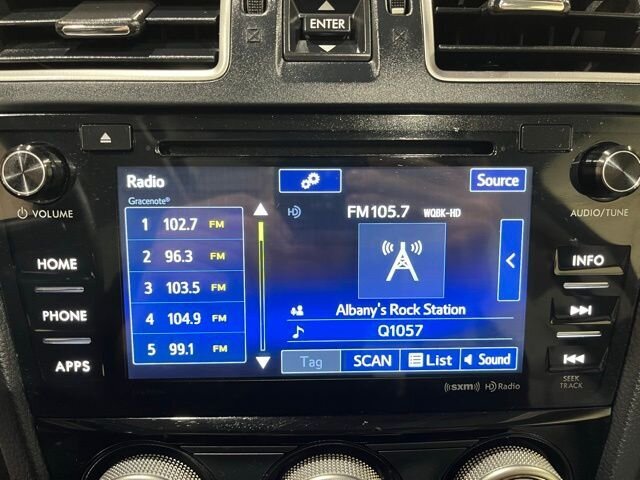 ENTER
Radio
Source
Gracenote®
HD
FM105.7 WQBK-HD
VOLUME
AUDIO/TUNE
1 102.7 FM
2 96.3 FM
3 103.5 FM
4 104.9 FM
5 99.1 FM
HOME
PHONE
APPS
INFO
Albany's Rock Station
Q1057
Tag
SCAN
List
Sound
SEEK
TRACK
((sxm))
HD Radio